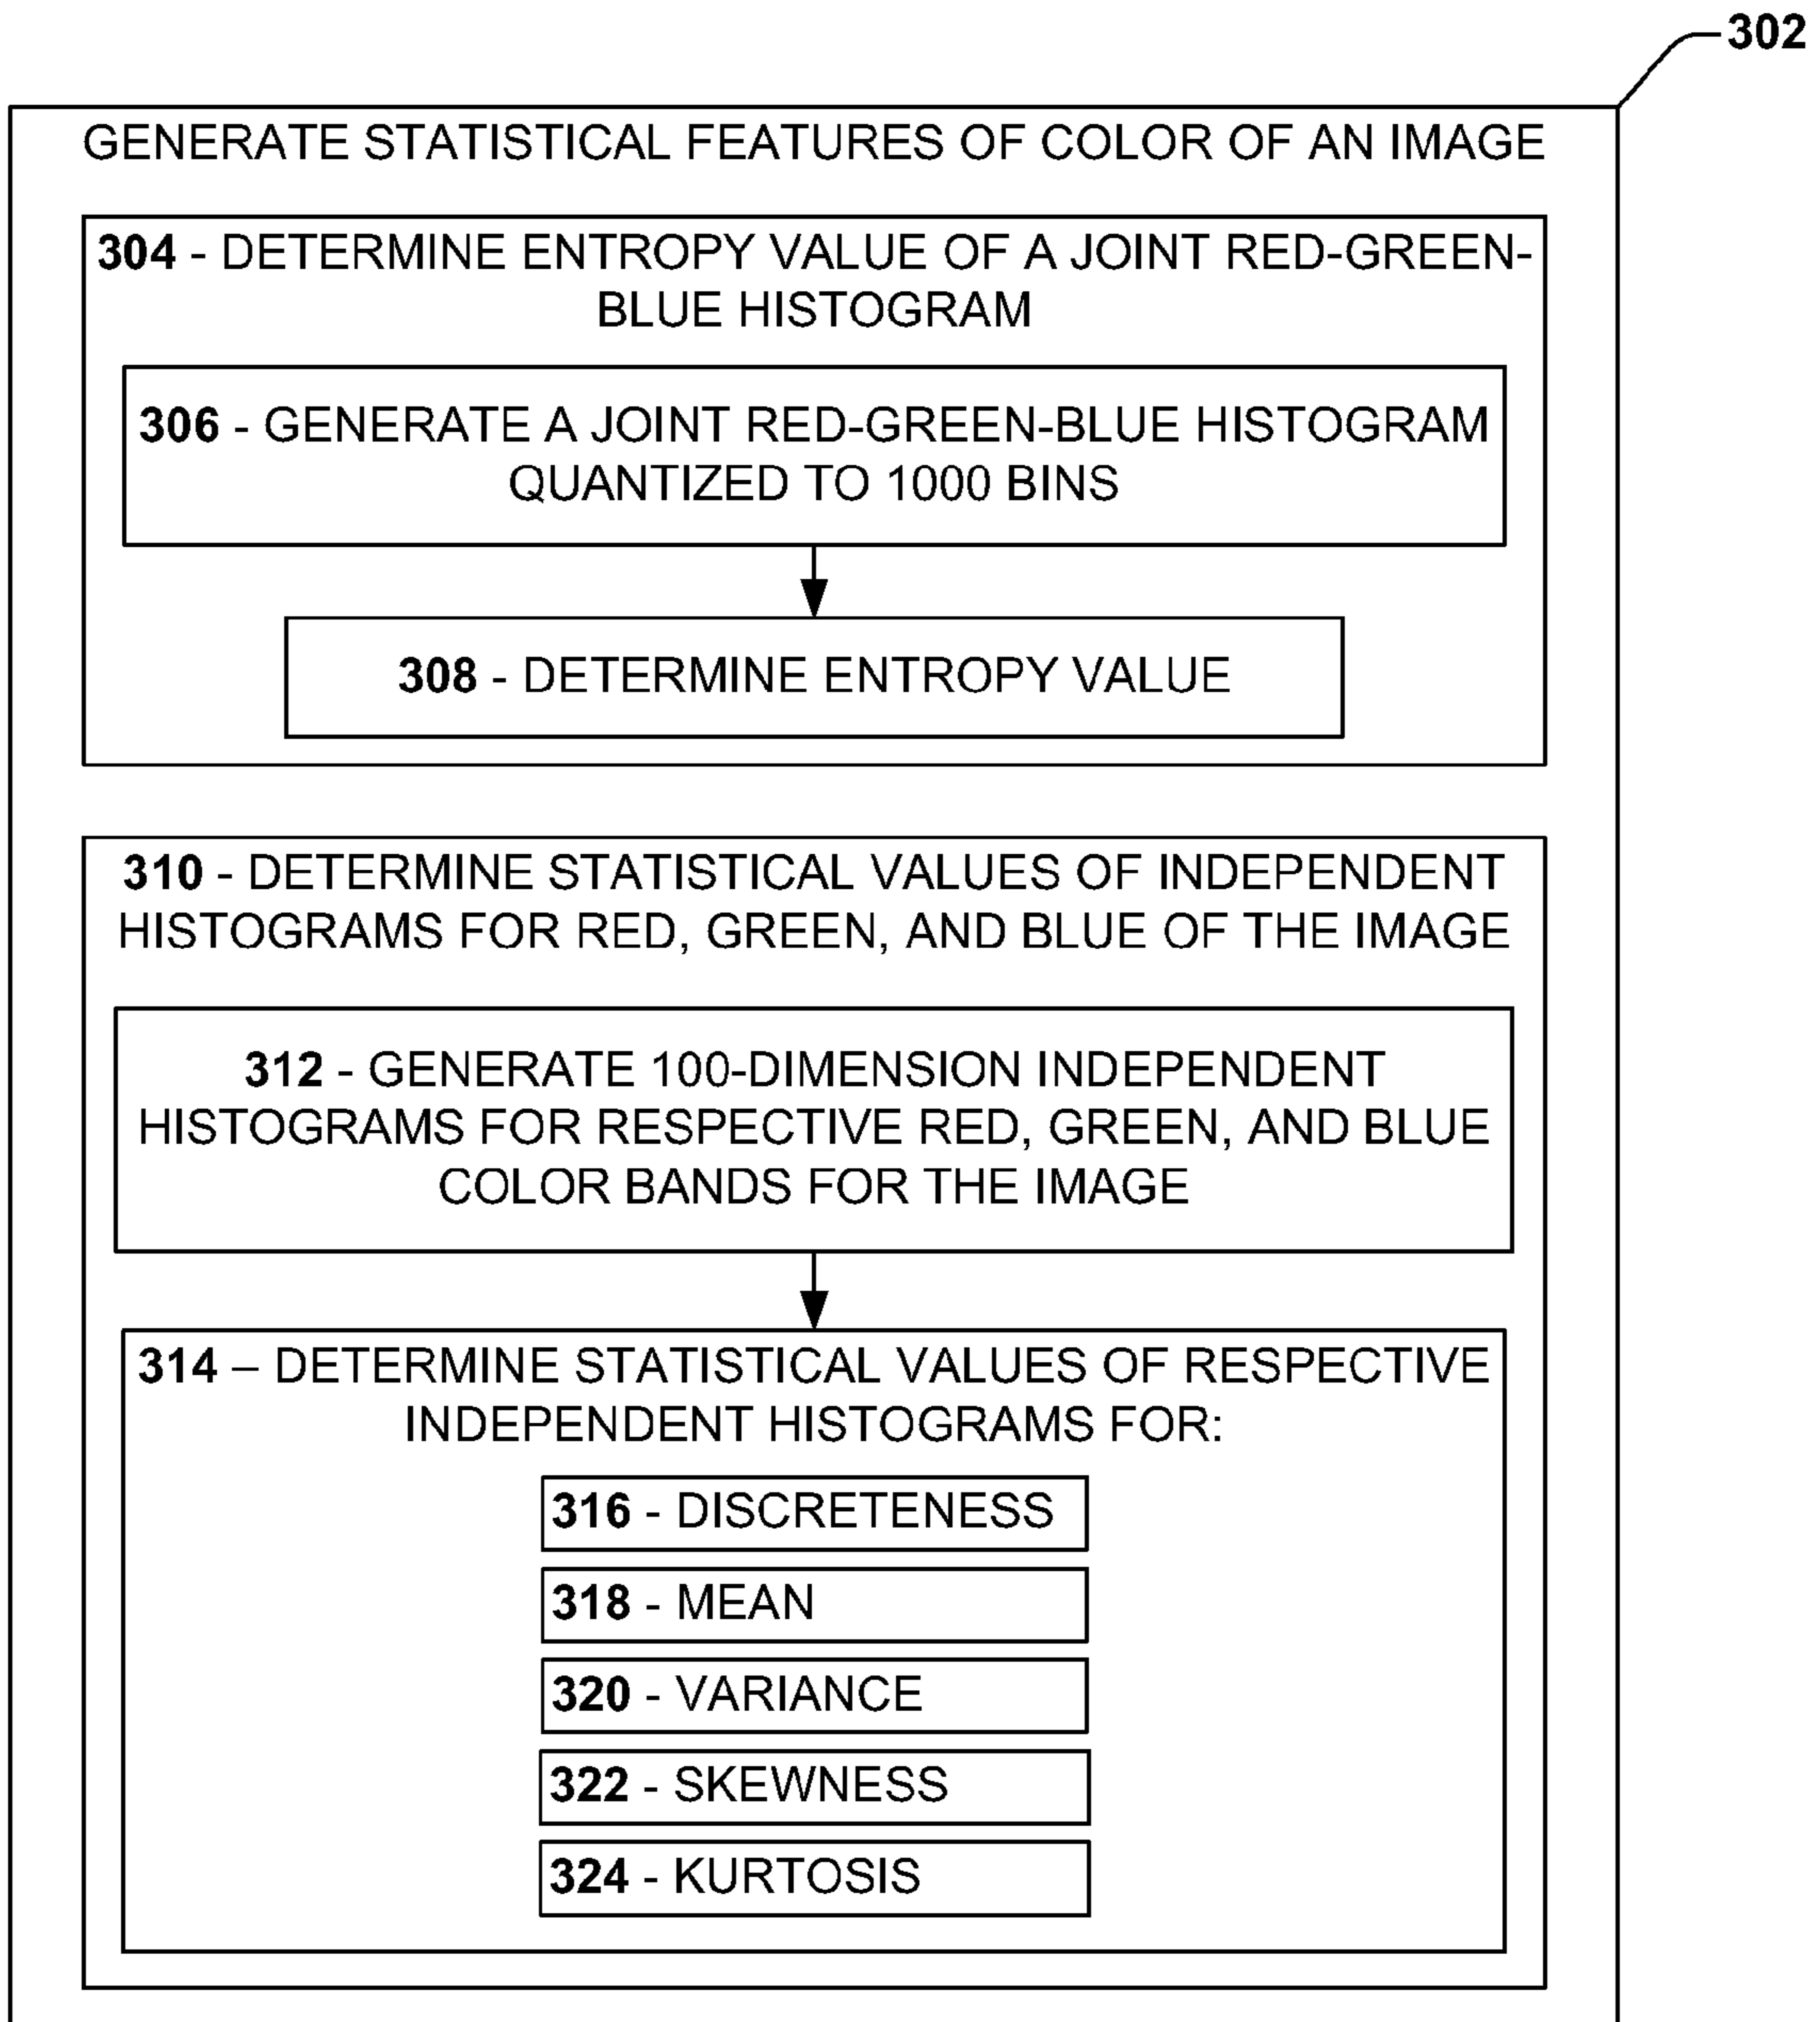 302
GENERATE STATISTICAL FEATURES OF COLOR OF AN IMAGE
304 - DETERMINE ENTROPY VALUE OF A JOINT RED-GREEN-
BLUE HISTOGRAM
306 - GENERATE A JOINT RED-GREEN-BLUE HISTOGRAM
QUANTIZED TO 1000 BINS
308 - DETERMINE ENTROPY VALUE
310 - DETERMINE STATISTICAL VALUES OF INDEPENDENT
HISTOGRAMS FOR RED, GREEN, AND BLUE OF THE IMAGE
312 - GENERATE 100-DIMENSION INDEPENDENT
HISTOGRAMS FOR RESPECTIVE RED, GREEN, AND BLUE
COLOR BANDS FOR THE IMAGE
314 – DETERMINE STATISTICAL VALUES OF RESPECTIVE
INDEPENDENT HISTOGRAMS FOR:
316 - DISCRETENESS
318 - MEAN
320 - VARIANCE
322 - SKEWNESS
324 - KURTOSIS